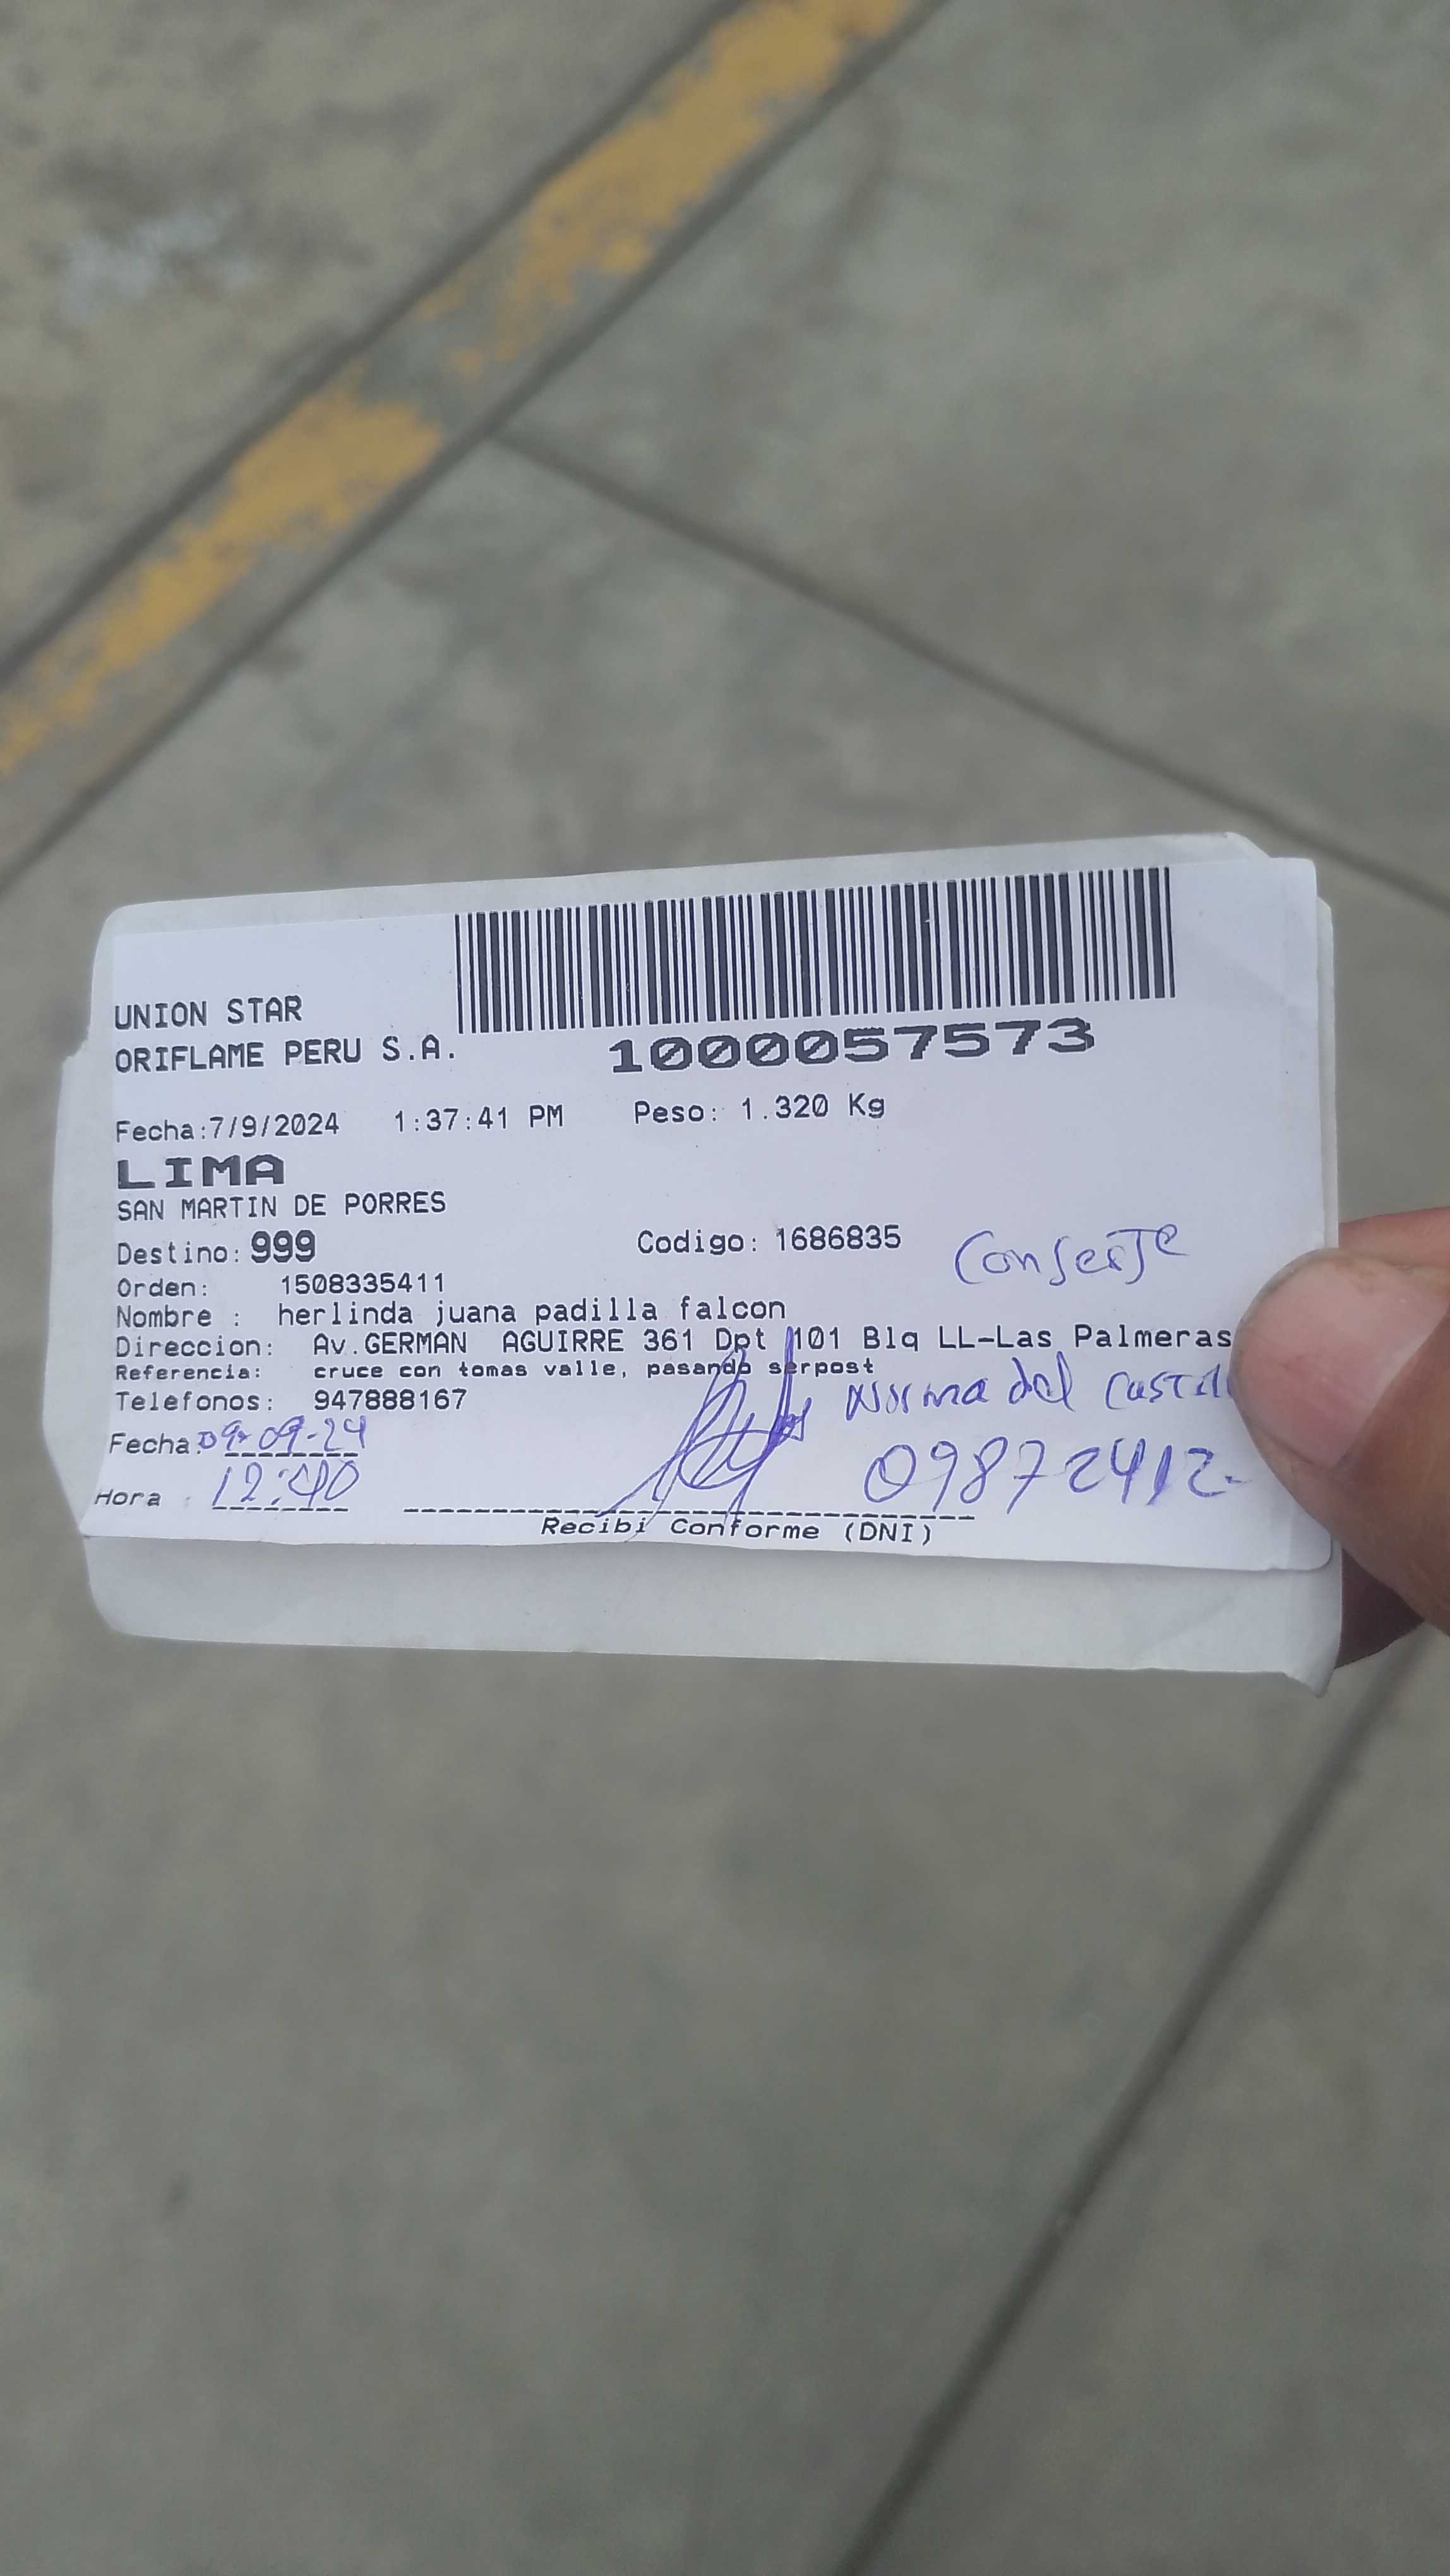 UNION STAR
ORIFLAME PERU S.A.
1000057573
Fecha:7/9/2024 1:37:41 PM Peso: 1.320 Kg
LIMA
SAN MARTIN DE PORRES
Destino: 999 Codigo: 1686835
Conserje
Orden: 1508335411
Nombre : herlinda juana padilla falcon
Direccion: Av.GERMAN AGUIRRE 361 Dpt 101 Blq LL-Las Palmeras
Referencia: cruce con tomas valle, pasando serpost
Telefonos: 947888167
Norma del
Fecha: 09-09-24
09872412-
Hora : 12:40
Recibi Conforme (DNI)